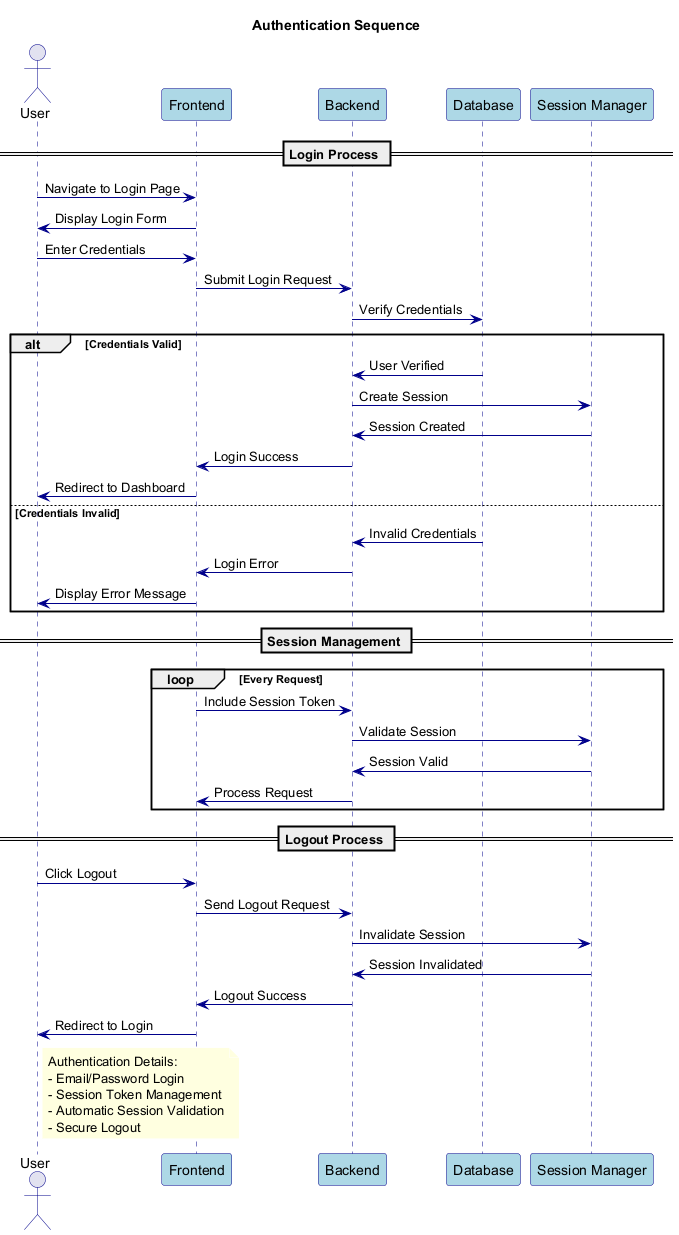 Authentication Sequence
User
Frontend
Backend
Database
Session Manager
Login Process
Navigate to Login Page
Display Login Form
Enter Credentials
Submit Login Request
Verify Credentials
alt
[Credentials Valid]
User Verified
Create Session
Session Created
Login Success
Redirect to Dashboard
[Credentials Invalid]
Invalid Credentials
Login Error
Display Error Message
Session Management
loop
[Every Request]
Include Session Token
Validate Session
Session Valid
Process Request
Logout Process
Click Logout
Send Logout Request
Invalidate Session
Session Invalidated
Logout Success
Redirect to Login
Authentication Details:
- Email/Password Login
- Session Token Management
- Automatic Session Validation
- Secure Logout
User
Frontend
Backend
Database
Session Manager